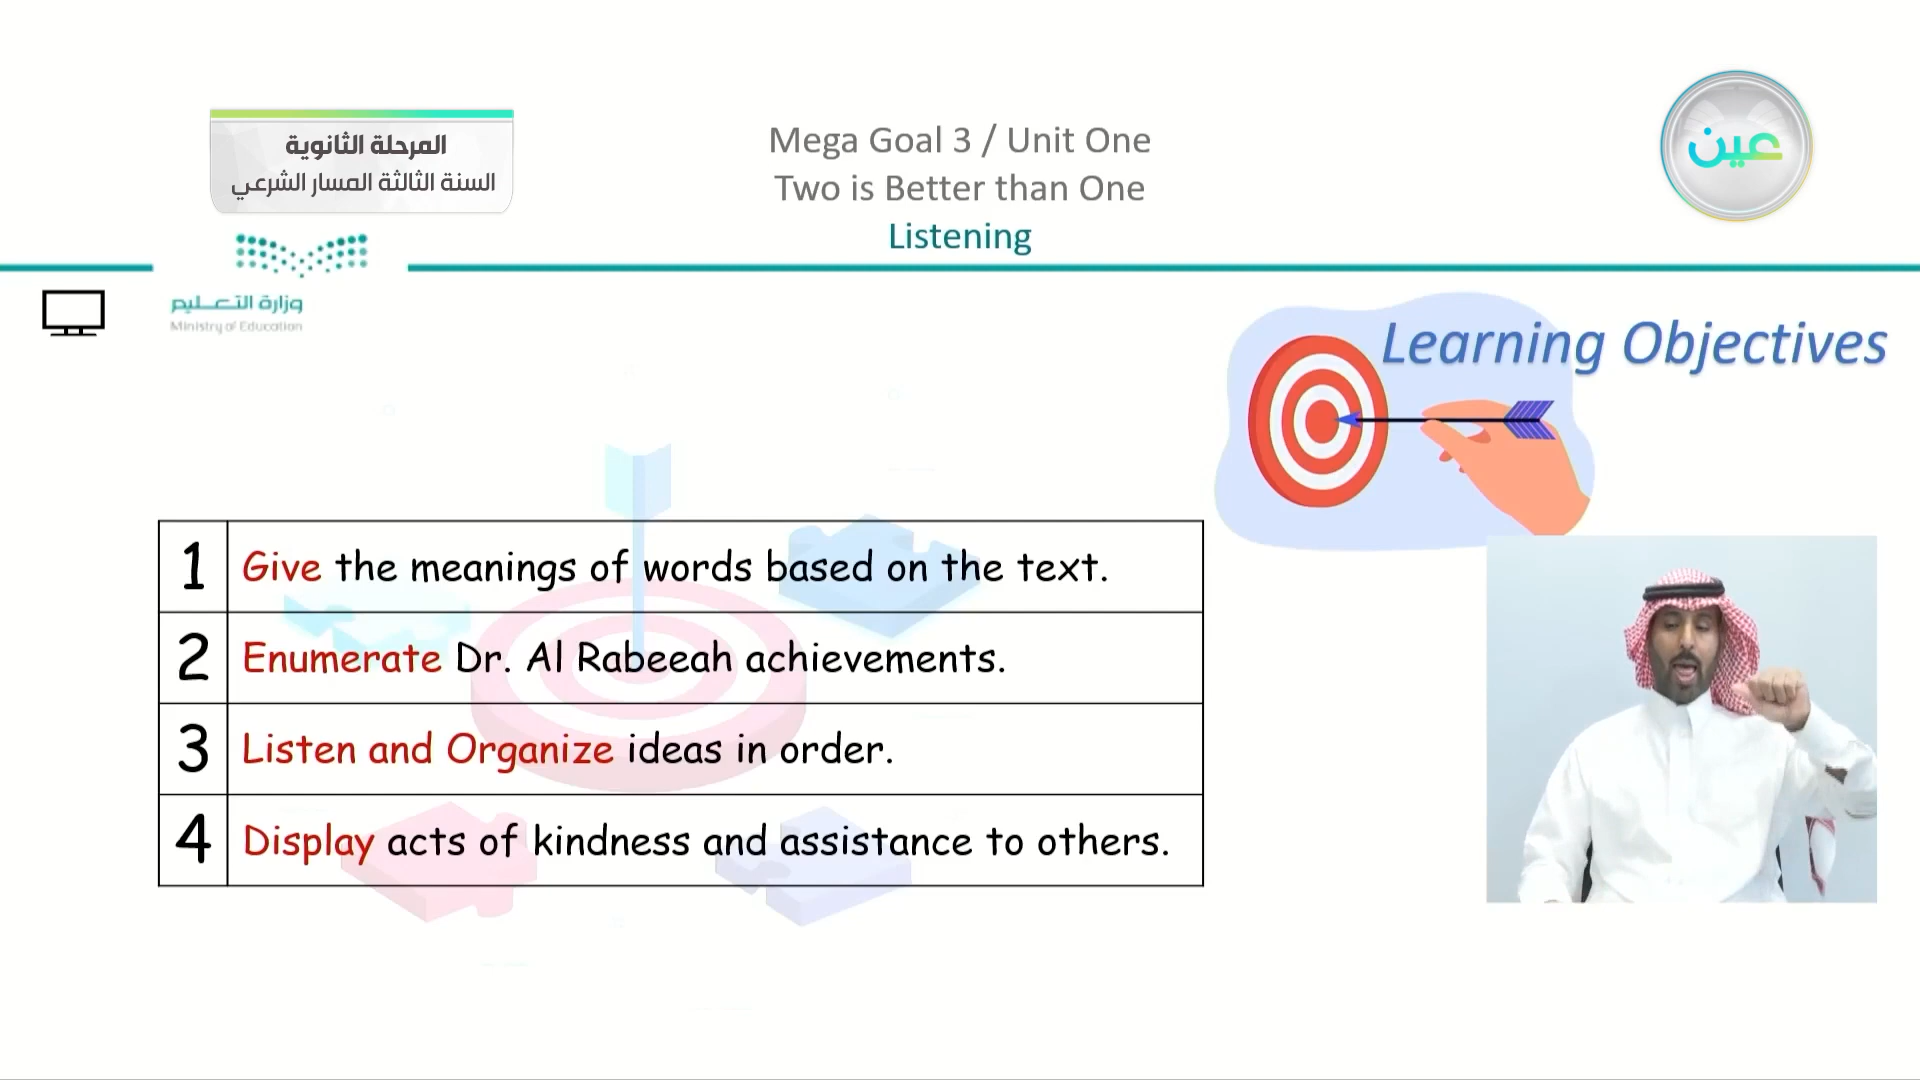 المرحلة الثانوية
السنة الثالثة المسار الشرعي
Mega Goal 3 / Unit One
Two is Better than One
Listening
عين
وزارة التعليم
Ministry of Education
Learning Objectives
1 Give the meanings of words based on the text.
2 Enumerate Dr. Al Rabeeah achievements.
3 Listen and Organize ideas in order.
4 Display acts of kindness and assistance to others.